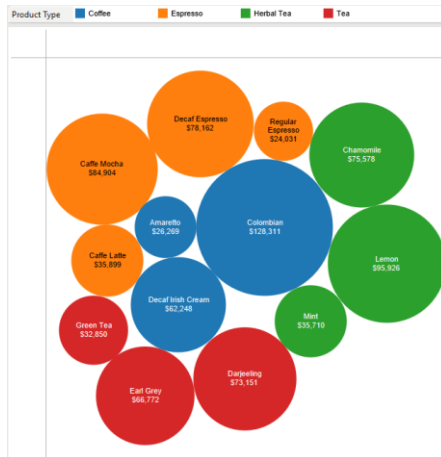 Product Type
Coffee
Espresso
Herbal Tea
Tea
Decaf Espresso
$78,162
Regular
Espresso
$24,031
Chamomile
$75,578
Caffe Mocha
$84,904
Amaretto
$26,269
Colombian
$128,311
Caffe Latte
$35,899
Lemon
$95,926
Decaf Irish Cream
$62,248
Mint
$35,710
Green Tea
$32,850
Darjeeling
$73,151
Earl Grey
$66,772